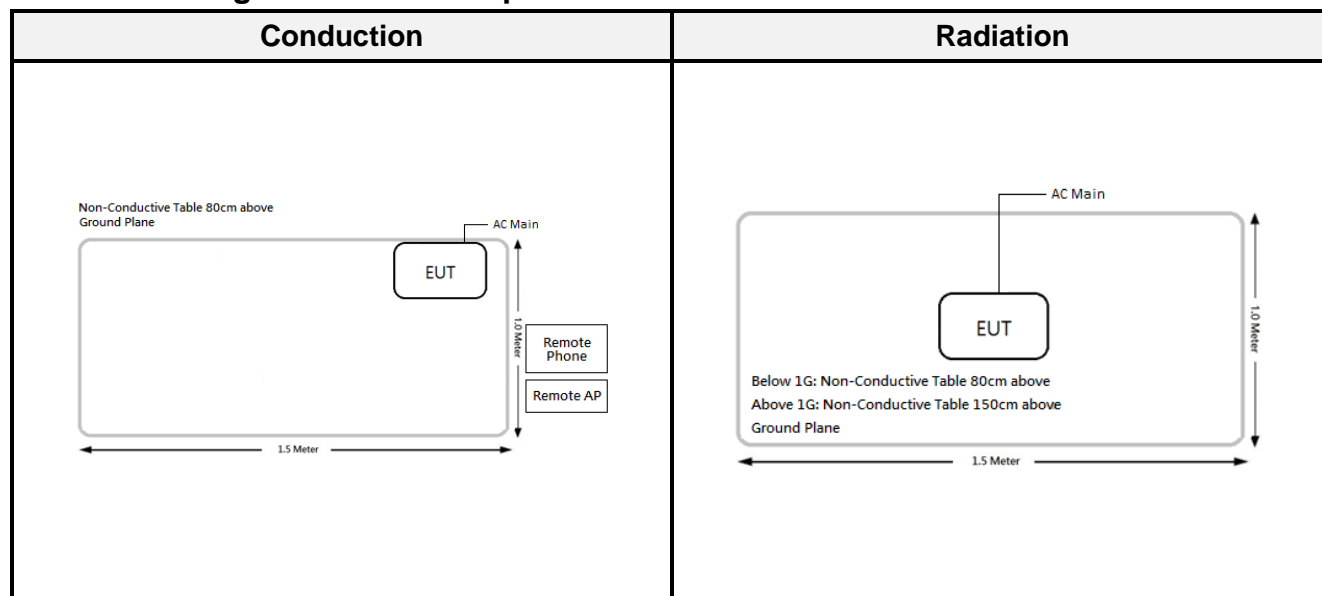 Conduction
Radiation
Non-Conductive Table 80cm above
Ground Plane
AC Main
EUT
1.0 Meter
Remote
Phone
Remote AP
1.5 Meter
AC Main
EUT
1.0 Meter
Below 1G: Non-Conductive Table 80cm above
Above 1G: Non-Conductive Table 150cm above
Ground Plane
1.5 Meter